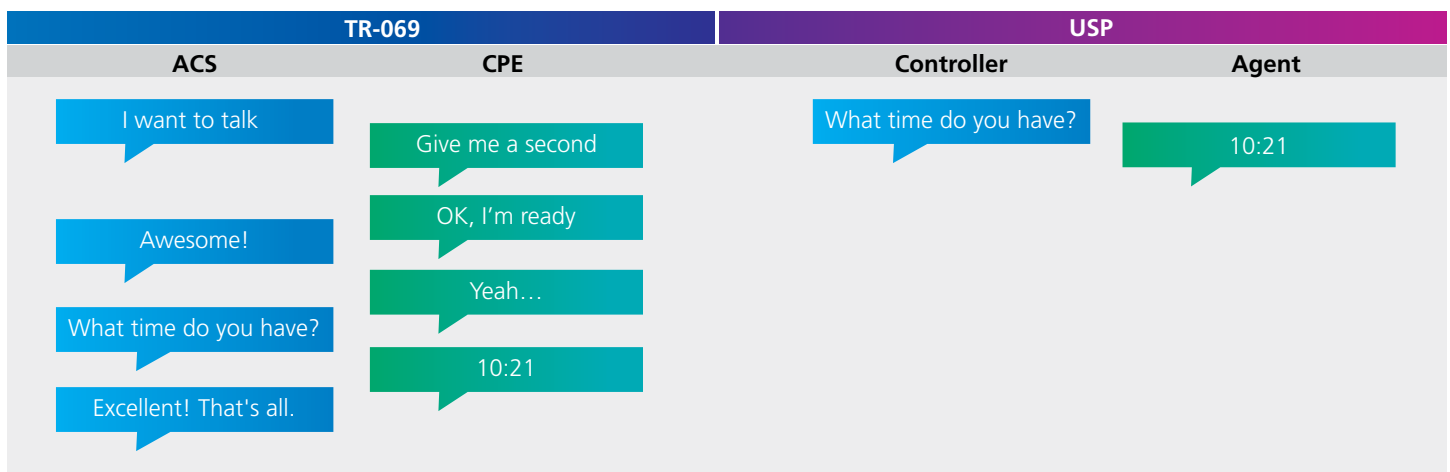 TR-069
USP
ACS
CPE
Controller
Agent
I want to talk
Give me a second
OK, I’m ready
Awesome!
Yeah…
What time do you have?
10:21
Excellent! That's all.
What time do you have?
10:21